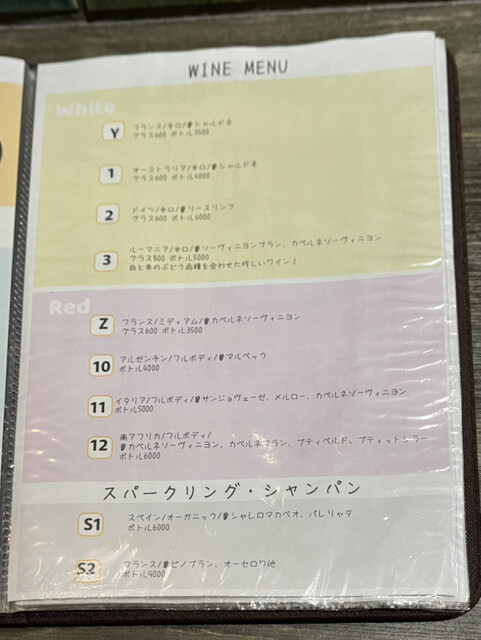 WINE MENU
White
Y
フランス/辛口/シャルドネ
グラス600 ボトル3500
1
オーストラリア/辛口/シャルドネ
グラス600 ボトル4000
2
ドイツ/辛口/リースリング
グラス600 ボトル4000
3
ルーマニア/辛口/ソーヴィニヨンブラン、カベルネソーヴィニヨン
グラス800 ボトル5000
白と赤のぶどう品種を合わせた珍しいワイン!
Red
Z
フランス/ミディアム/カベルネソーヴィニヨン
グラス600 ボトル3500
10
アルゼンチン/フルボディ/マルベック
ボトル4000
11
イタリア/フルボディ/サンジョヴェーゼ、メルロー、カベルネソーヴィニヨン
ボトル5000
12
南アフリカ/フルボディ/
カベルネソーヴィニヨン、カベルネフラン、プティベルド、プティットシラー
ボトル6000
スパークリング・シャンパン
S1
スペイン/オーガニック/シャレロマカベオ、パレリャダ
ボトル6000
S2
フランス/ピノブラン、オーセロワ他
ボトル9000